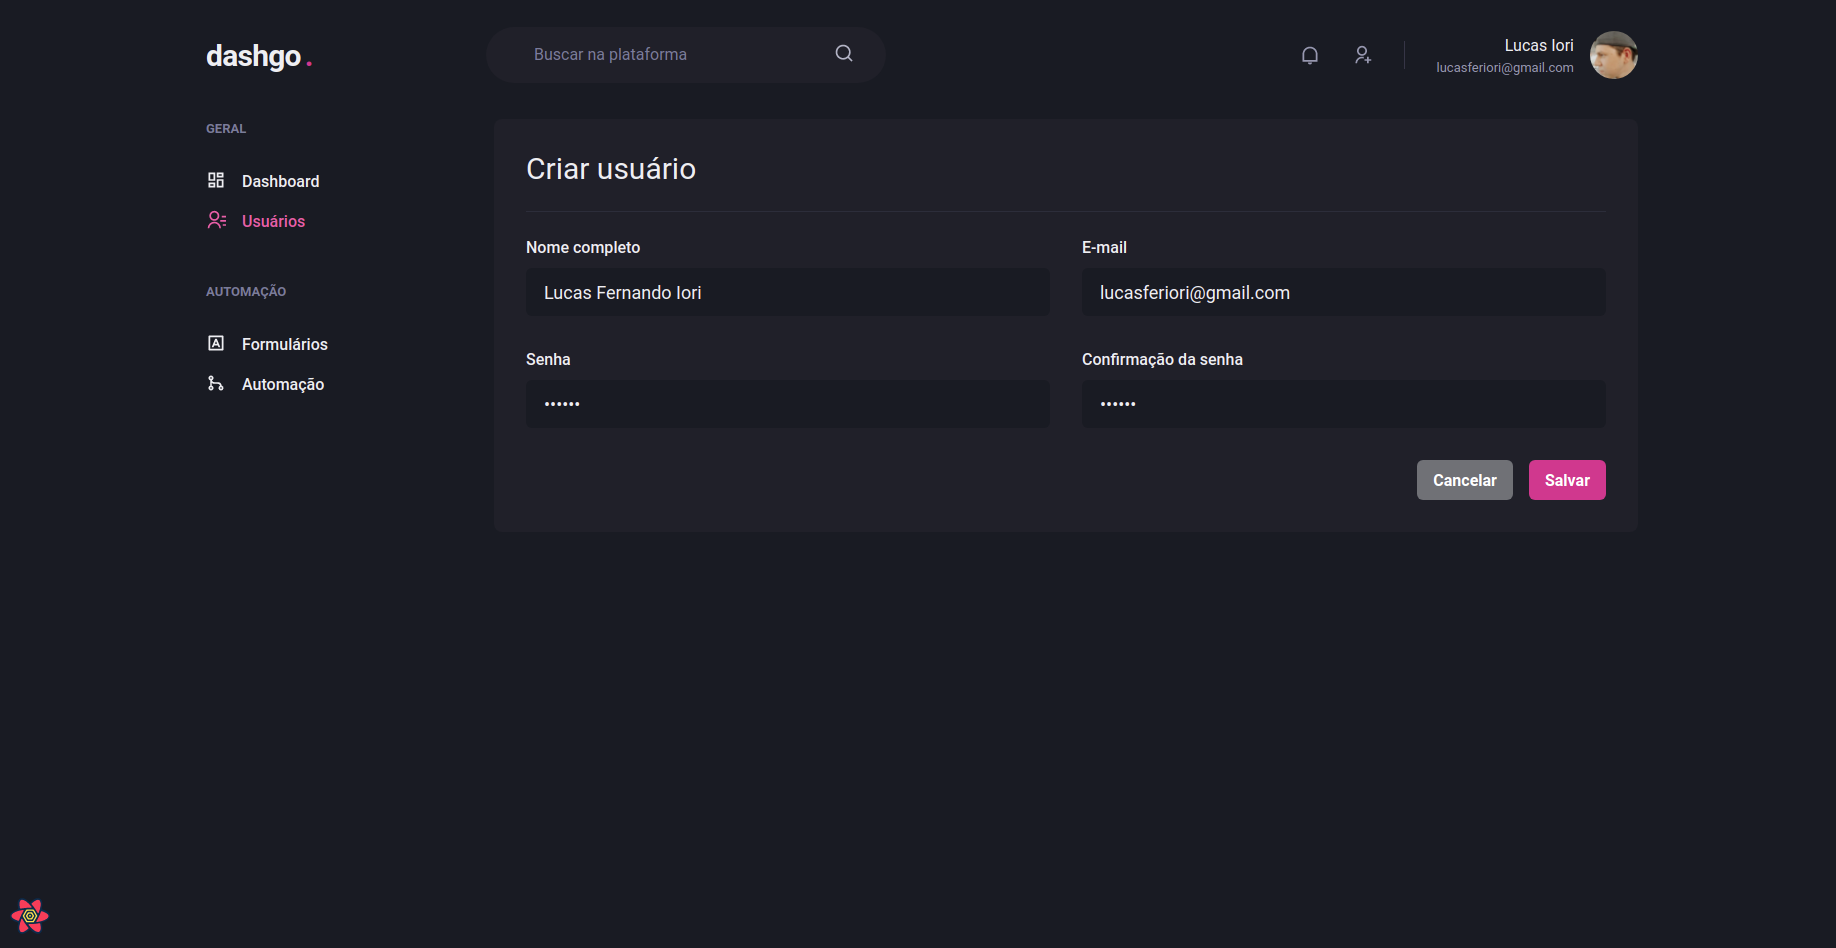 dashgo.
Buscar na plataforma
Lucas Iori
lucasferiori@gmail.com
GERAL
Dashboard
Usuários
AUTOMAÇÃO
Formulários
Automação
Criar usuário
Nome completo
E-mail
Lucas Fernando Iori
lucasferiori@gmail.com
Senha
Confirmação da senha
••••••
••••••
Cancelar
Salvar